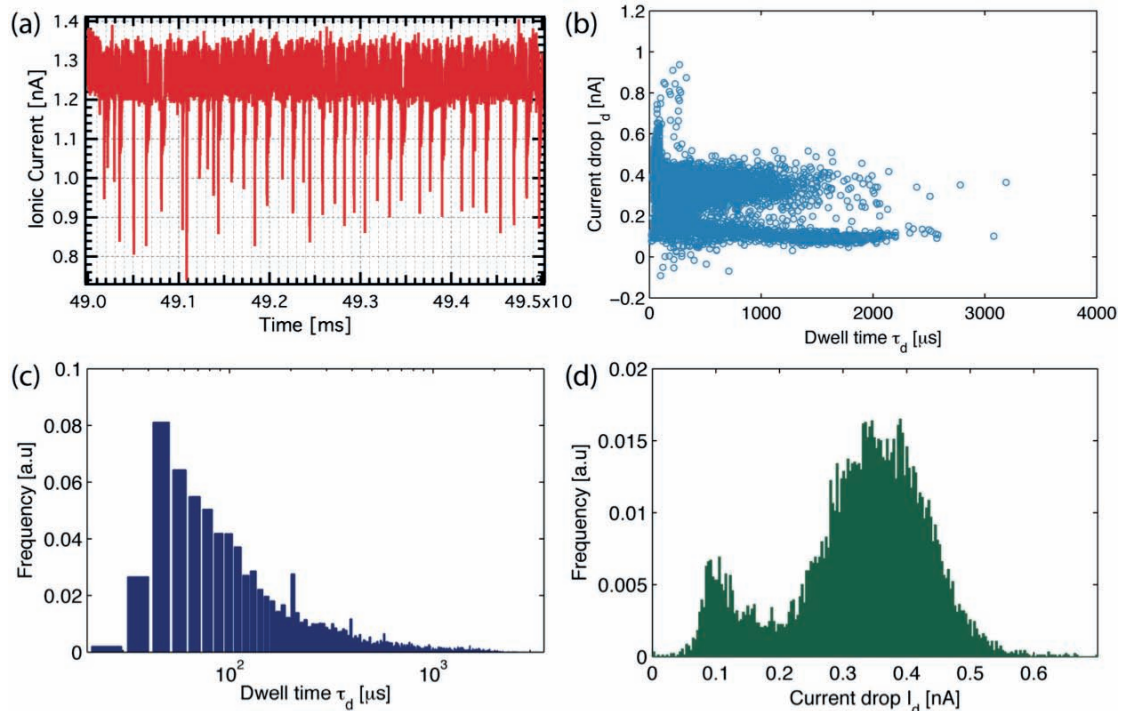 (a)
Ionic Current [nA]
1.4
1.3
1.2
1.1
1.0
0.9
0.8
49.0 49.1 49.2 49.3 49.4 49.5x10
Time [ms]
(b)
Current drop I_d [nA]
1.2
1
0.8
0.6
0.4
0.2
0
−0.2
0 1000 2000 3000 4000
Dwell time τ_d [μs]
(c)
Frequency [a.u]
0.1
0.08
0.06
0.04
0.02
0
10² 10³
Dwell time τ_d [μs]
(d)
Frequency [a.u]
0.02
0.015
0.01
0.005
0
0 0.1 0.2 0.3 0.4 0.5 0.6
Current drop I_d [nA]